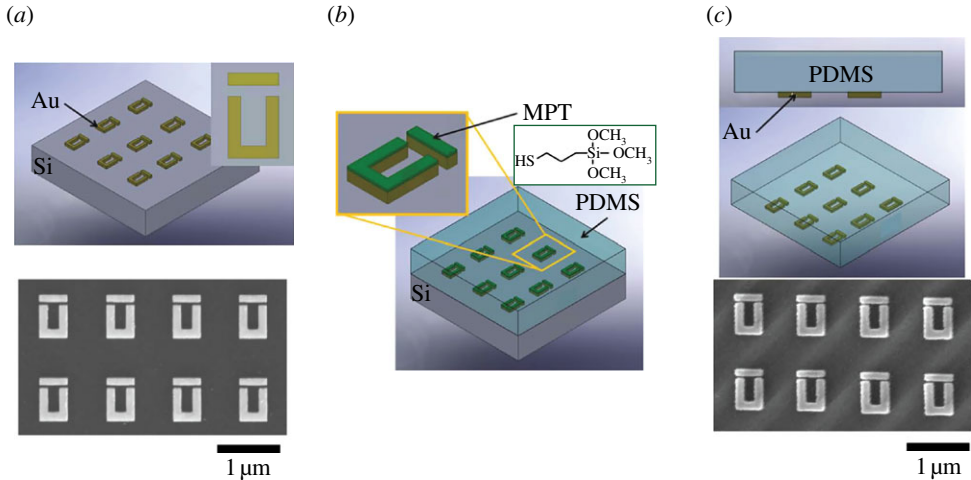 (a)
Au
Si
1 µm
(b)
MPT
HS
Si
OCH3
OCH3
OCH3
PDMS
Si
(c)
PDMS
Au
1 µm